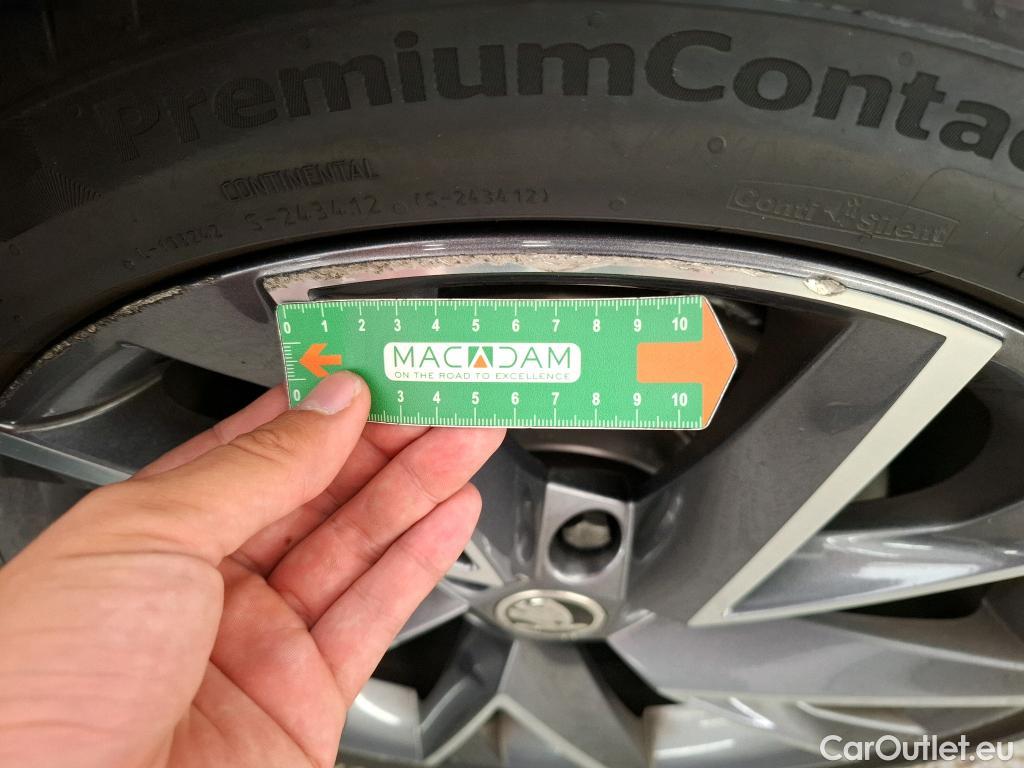 PremiumContac
CONTINENTAL
L-151242 S-243412 (S-243412)
ContiSilent
0 1 2 3 4 5 6 7 8 9 10
MACADAM
ON THE ROAD TO EXCELLENCE
0 3 4 5 6 7 8 9 10
CarOutlet.eu